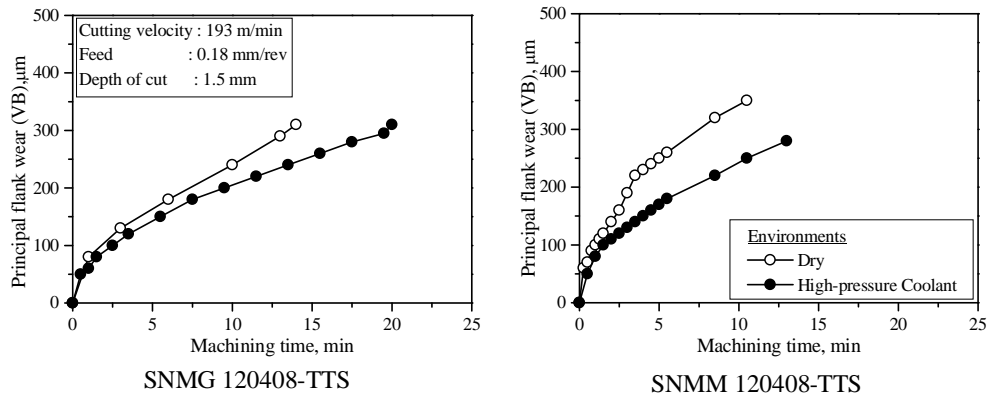 500
400
300
200
100
0
Principal flank wear (VB),μm
Cutting velocity : 193 m/min
Feed : 0.18 mm/rev
Depth of cut : 1.5 mm
0 5 10 15 20 25
Machining time, min
SNMG 120408-TTS
500
400
300
200
100
0
Principal flank wear (VB), μm
Environments
Dry
High-pressure Coolant
0 5 10 15 20 25
Machining time, min
SNMM 120408-TTS